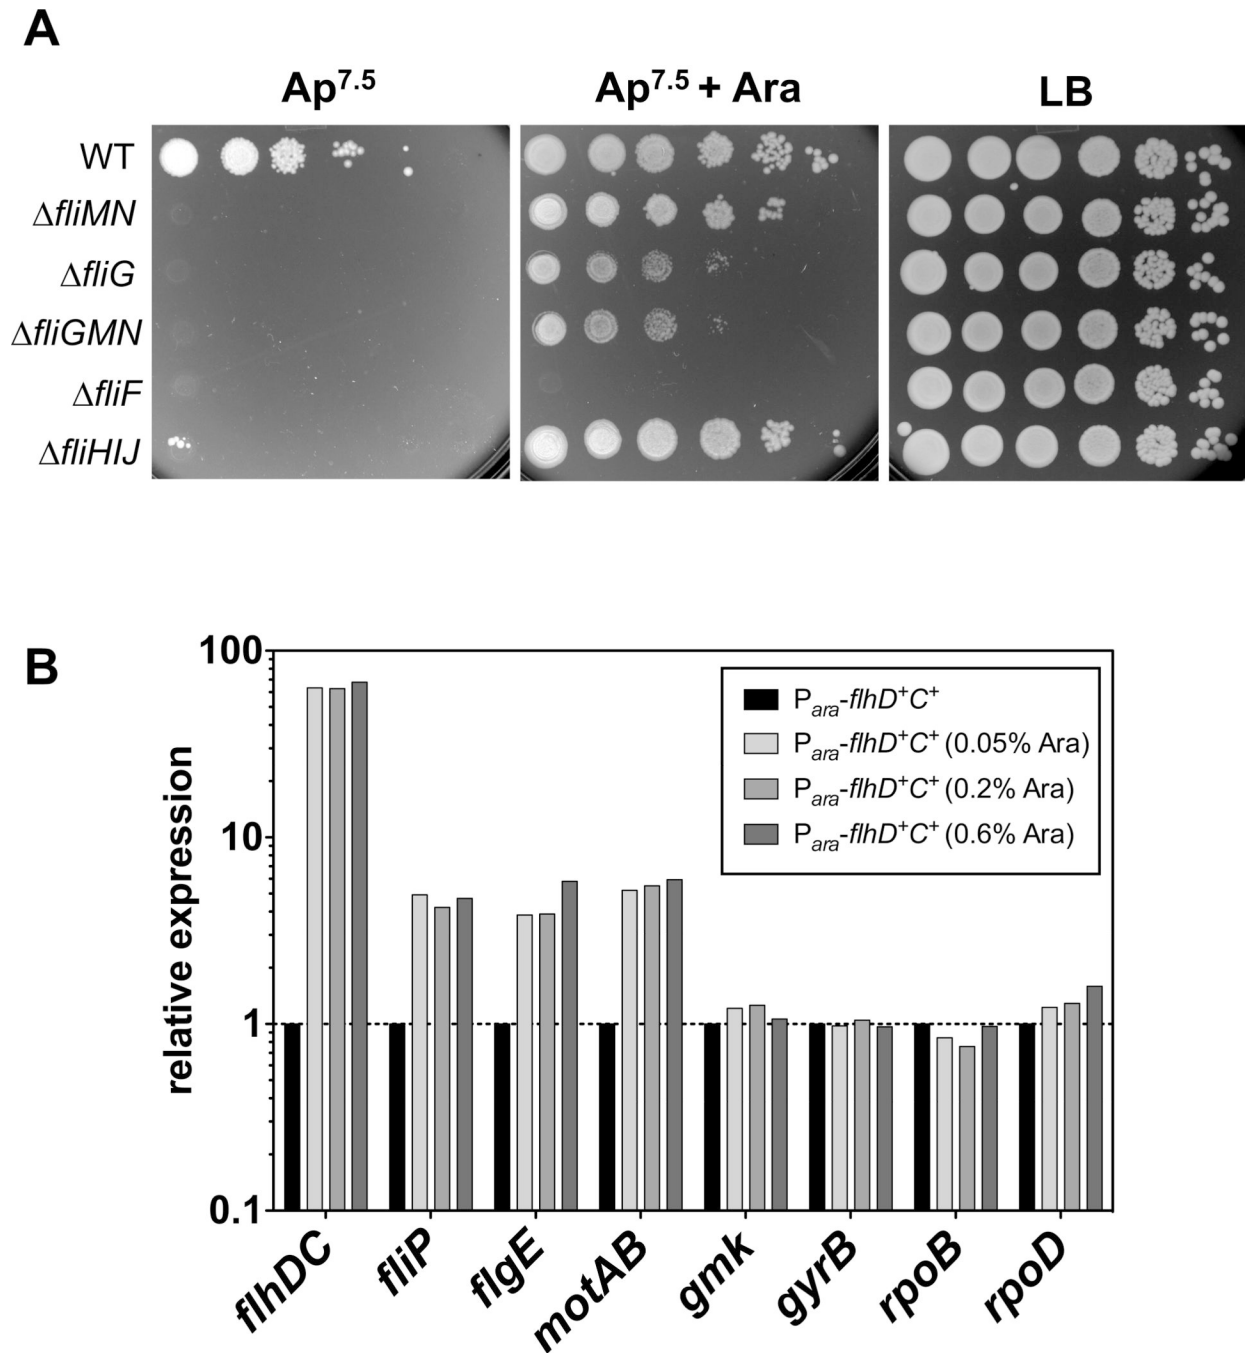 A
Ap7.5
Ap7.5 + Ara
LB
WT
ΔfliMN
ΔfliG
ΔfliGMN
ΔfliF
ΔfliHIJ
B
100
10
1
0.1
relative expression
Para-flhD+C+
Para-flhD+C+ (0.05% Ara)
Para-flhD+C+ (0.2% Ara)
Para-flhD+C+ (0.6% Ara)
flhDC
fliP
flgE
motAB
gmk
gyrB
rpoB
rpoD